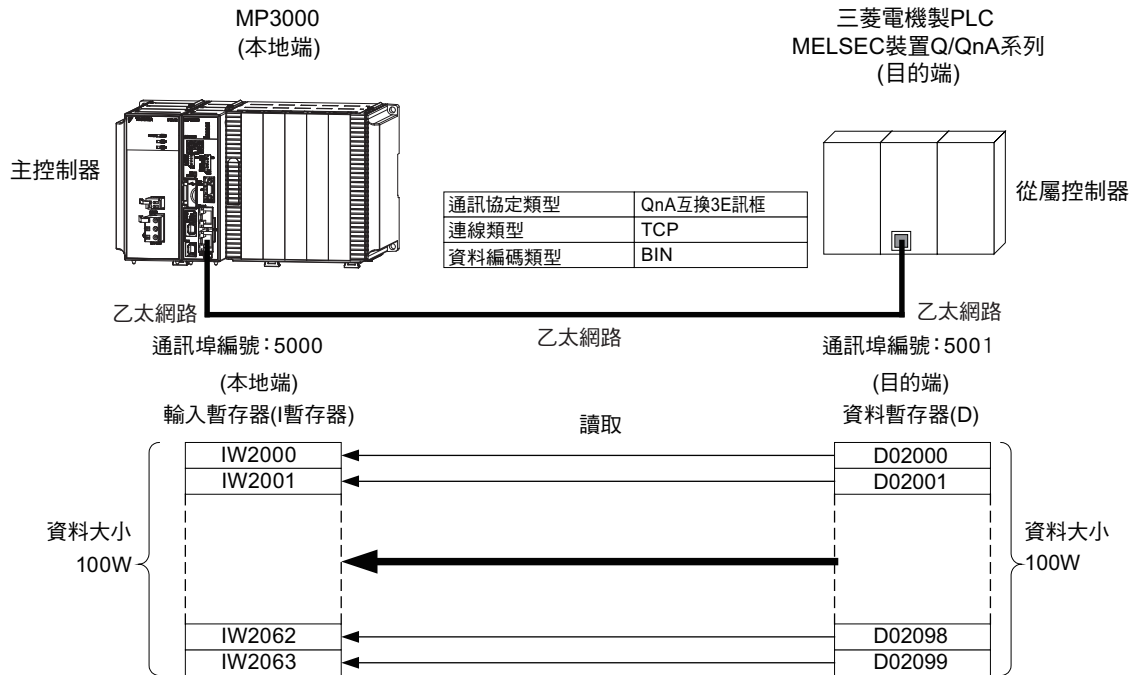 MP3000
(本地端)
三菱電機製PLC
MELSEC裝置Q/QnA系列
(目的端)
主控制器
從屬控制器
通訊協定類型 QnA互換3E訊框
連線類型 TCP
資料編碼類型 BIN
乙太網路
乙太網路
乙太網路
通訊埠編號：5000
通訊埠編號：5001
(本地端)
(目的端)
輸入暫存器(I暫存器)
讀取
資料暫存器(D)
IW2000
D02000
IW2001
D02001
資料大小
100W
資料大小
100W
IW2062
D02098
IW2063
D02099